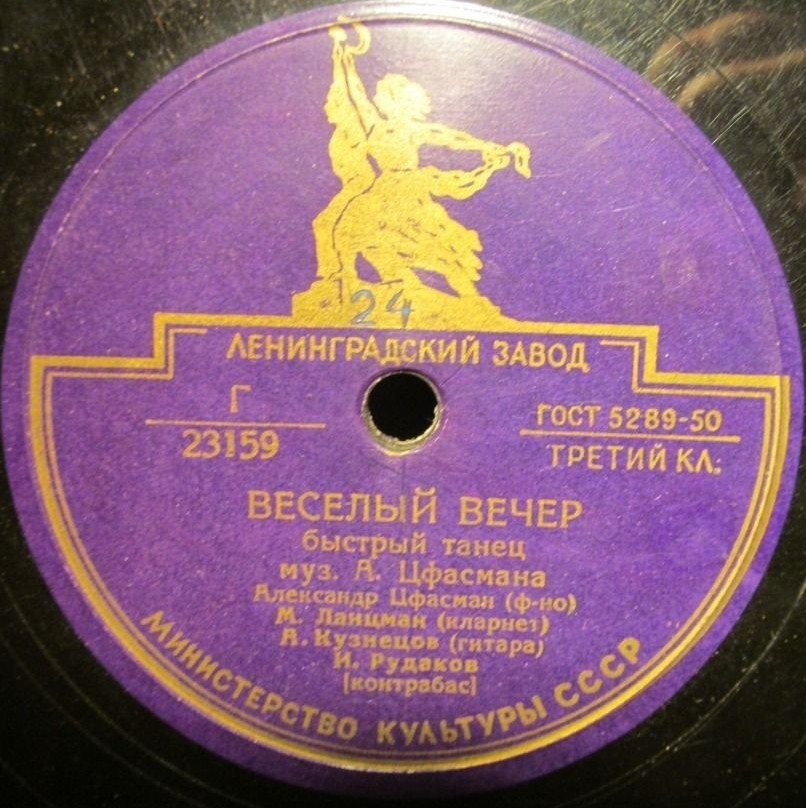 24
ЛЕНИНГРАДСКИЙ ЗАВОД
Г
23159
ГОСТ 5289-50
ТРЕТИЙ КЛ.
ВЕСЕЛЫЙ ВЕЧЕР
быстрый танец
муз. А. Цфасмана
Александр Цфасман (ф-но)
М. Ланцман (кларнет)
А. Кузнецов (гитара)
И. Рудаков
[контрабас]
МИНИСТЕРСТВО КУЛЬТУРЫ СССР